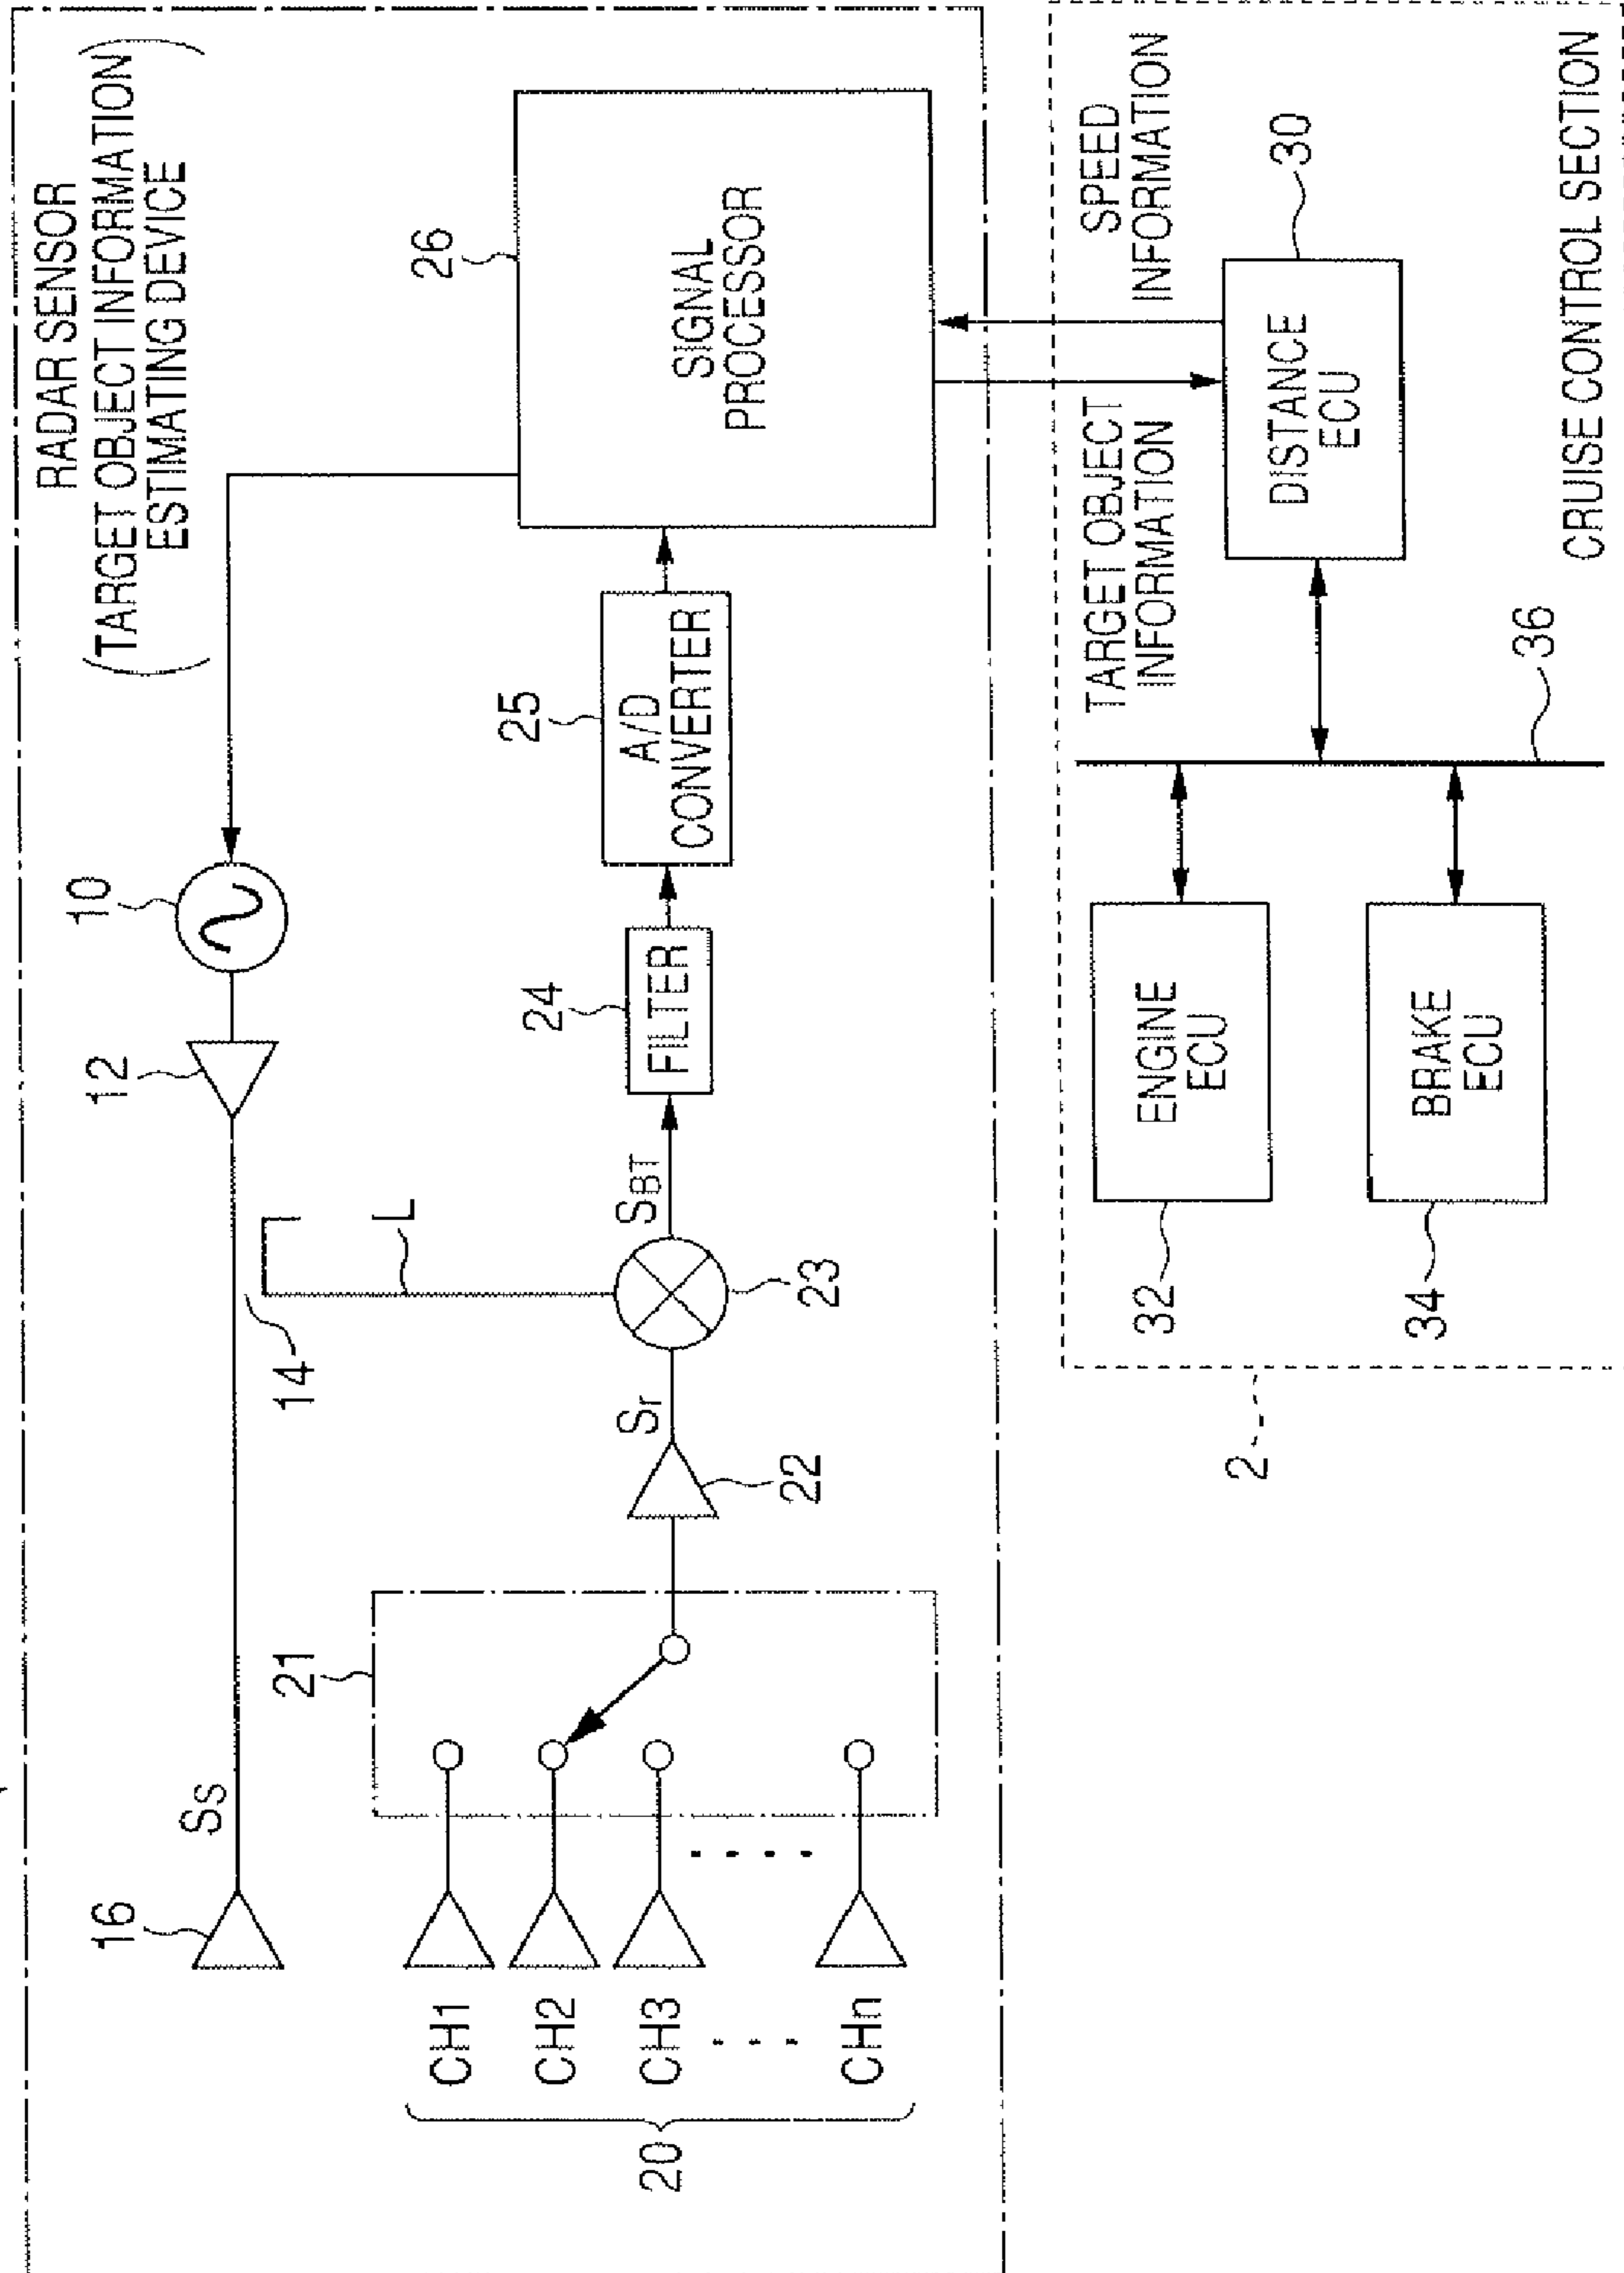 RADAR SENSOR
(TARGET OBJECT INFORMATION
ESTIMATING DEVICE)
10
12
14
16
SS
L
26
SIGNAL
PROCESSOR
25
A/D
CONVERTER
24
FILTER
SBT
23
Sr
22
21
CH1
CH2
CH3
. . . .
CHn
. . . .
20
SPEED
INFORMATION
TARGET OBJECT
INFORMATION
30
DISTANCE
ECU
36
ENGINE
ECU
32
BRAKE
ECU
34
2
CRUISE CONTROL SECTION